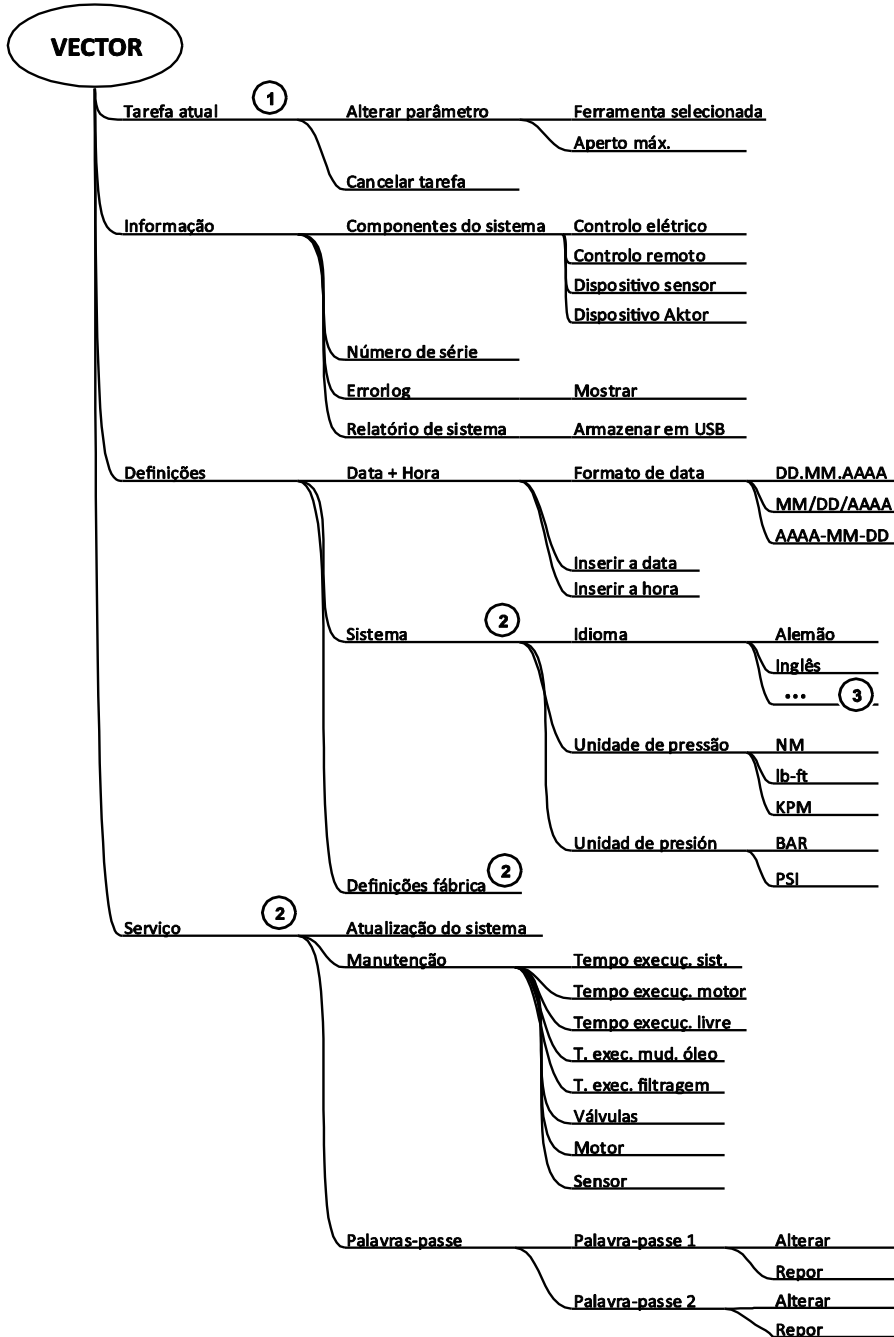 VECTOR
1
Tarefa atual
Alterar parâmetro
Ferramenta selecionada
Aperto máx.
Cancelar tarefa
Informação
Componentes do sistema
Controlo elétrico
Controlo remoto
Dispositivo sensor
Dispositivo Aktor
Número de série
Errorlog
Mostrar
Relatório de sistema
Armazenar em USB
Definições
Data + Hora
Formato de data
DD.MM.AAAA
MM/DD/AAAA
AAAA-MM-DD
Inserir a data
Inserir a hora
Sistema
2
Idioma
Alemão
Inglês
...
3
Unidade de pressão
NM
lb-ft
KPM
Unidad de presión
BAR
PSI
Definições fábrica
2
Serviço
2
Atualização do sistema
Manutenção
Tempo execuç. sist.
Tempo execuç. motor
Tempo execuç. livre
T. exec. mud. óleo
T. exec. filtragem
Válvulas
Motor
Sensor
Palavras-passe
Palavra-passe 1
Alterar
Repor
Palavra-passe 2
Alterar
Repor